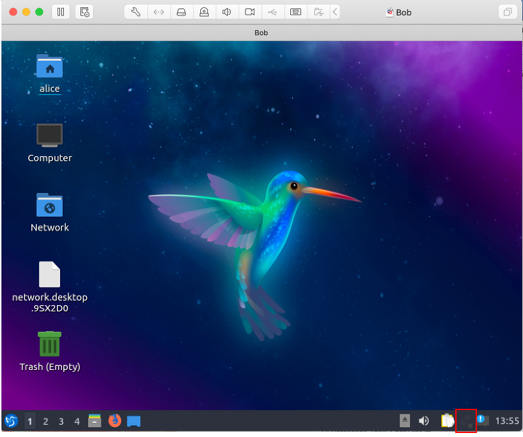 Bob
Bob
alice
Computer
Network
network.desktop
.9SX2D0
Trash (Empty)
1 2 3 4
13:55